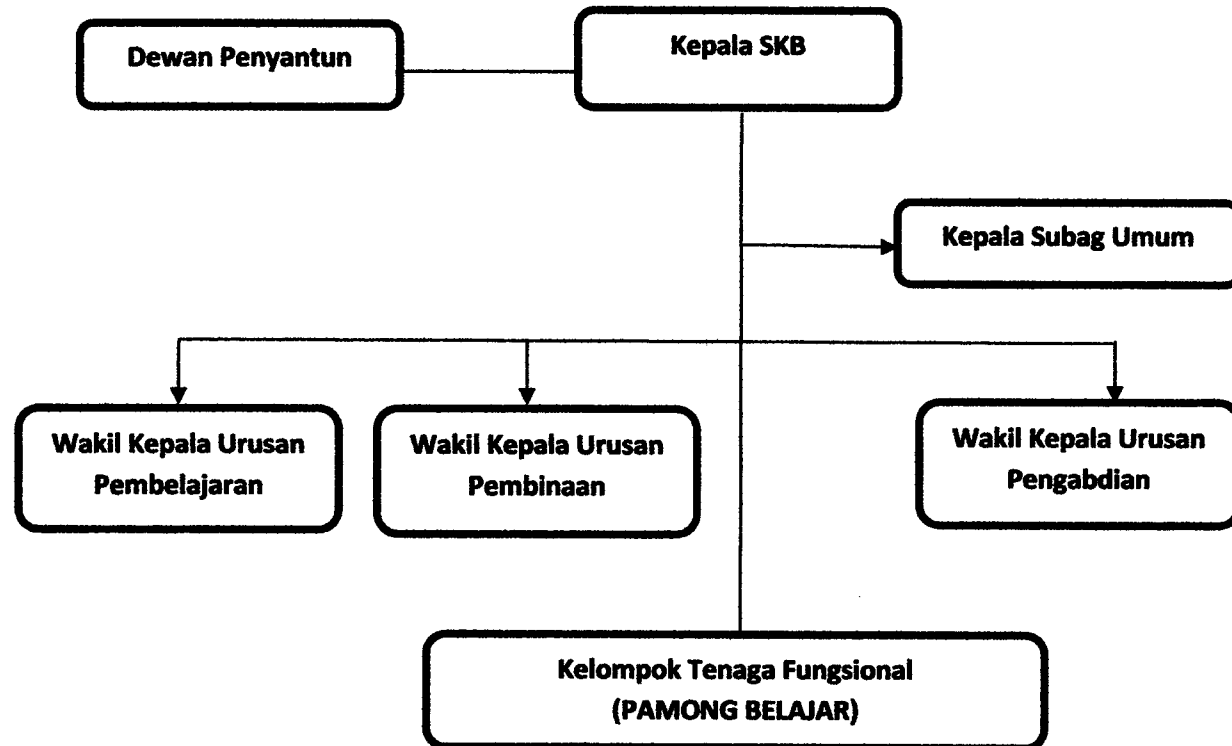 Dewan Penyantun
Kepala SKB
Kepala Subag Umum
Wakil Kepala Urusan
Pembelajaran
Wakil Kepala Urusan
Pembinaan
Wakil Kepala Urusan
Pengabdian
Kelompok Tenaga Fungsional
(PAMONG BELAJAR)